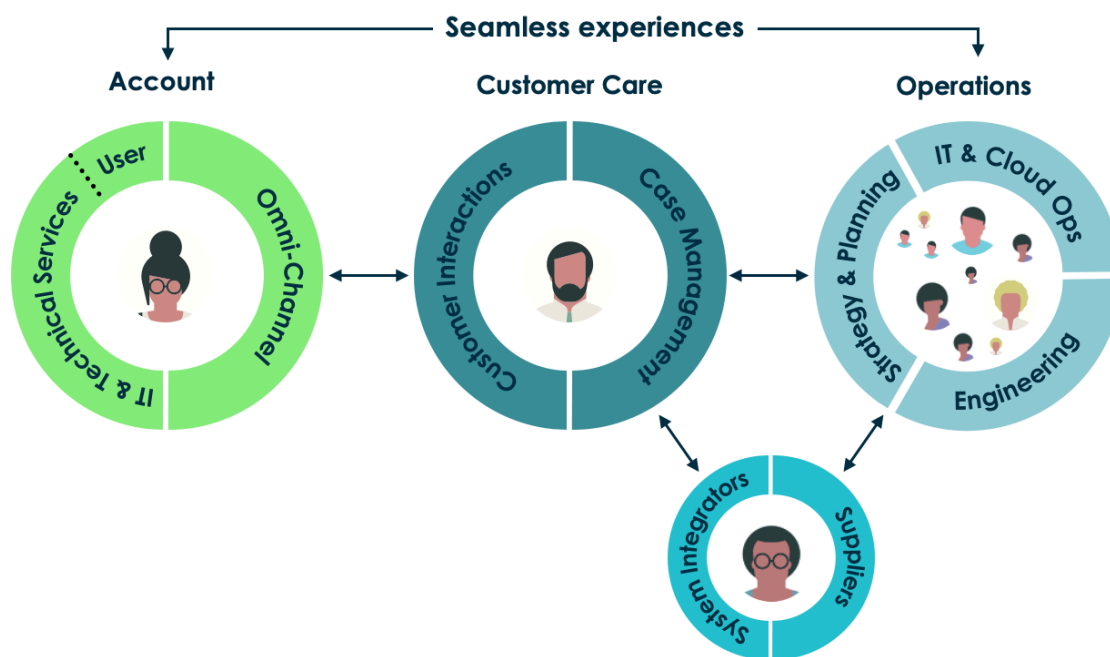 Seamless experiences
Account
Customer Care
Operations
User
IT & Technical Services
Omni-Channel
Customer Interactions
Case Management
Strategy & Planning
IT & Cloud Ops
Engineering
System Integrators
Suppliers